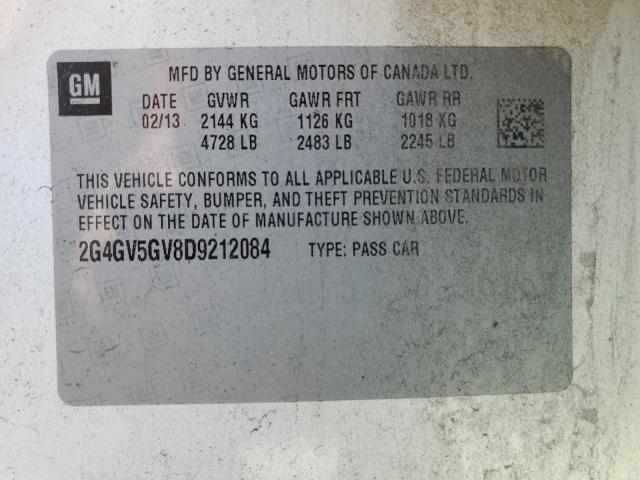 GM
MFD BY GENERAL MOTORS OF CANADA LTD.
DATE GVWR GAWR FRT GAWR RR
02/13 2144 KG 1126 KG 1018 KG
4728 LB 2483 LB 2245 LB
THIS VEHICLE CONFORMS TO ALL APPLICABLE U.S. FEDERAL MOTOR
VEHICLE SAFETY, BUMPER, AND THEFT PREVENTION STANDARDS IN
EFFECT ON THE DATE OF MANUFACTURE SHOWN ABOVE.
2G4GV5GV8D9212084 TYPE: PASS CAR